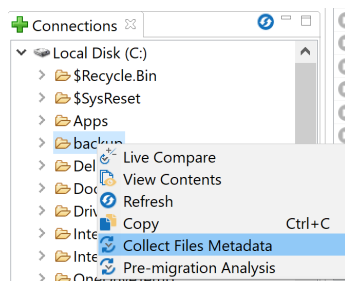 Connections
Local Disk (C:)
$Recycle.Bin
$SysReset
Apps
backup
Live Compare
View Contents
Refresh
Copy Ctrl+C
Collect Files Metadata
Pre-migration Analysis